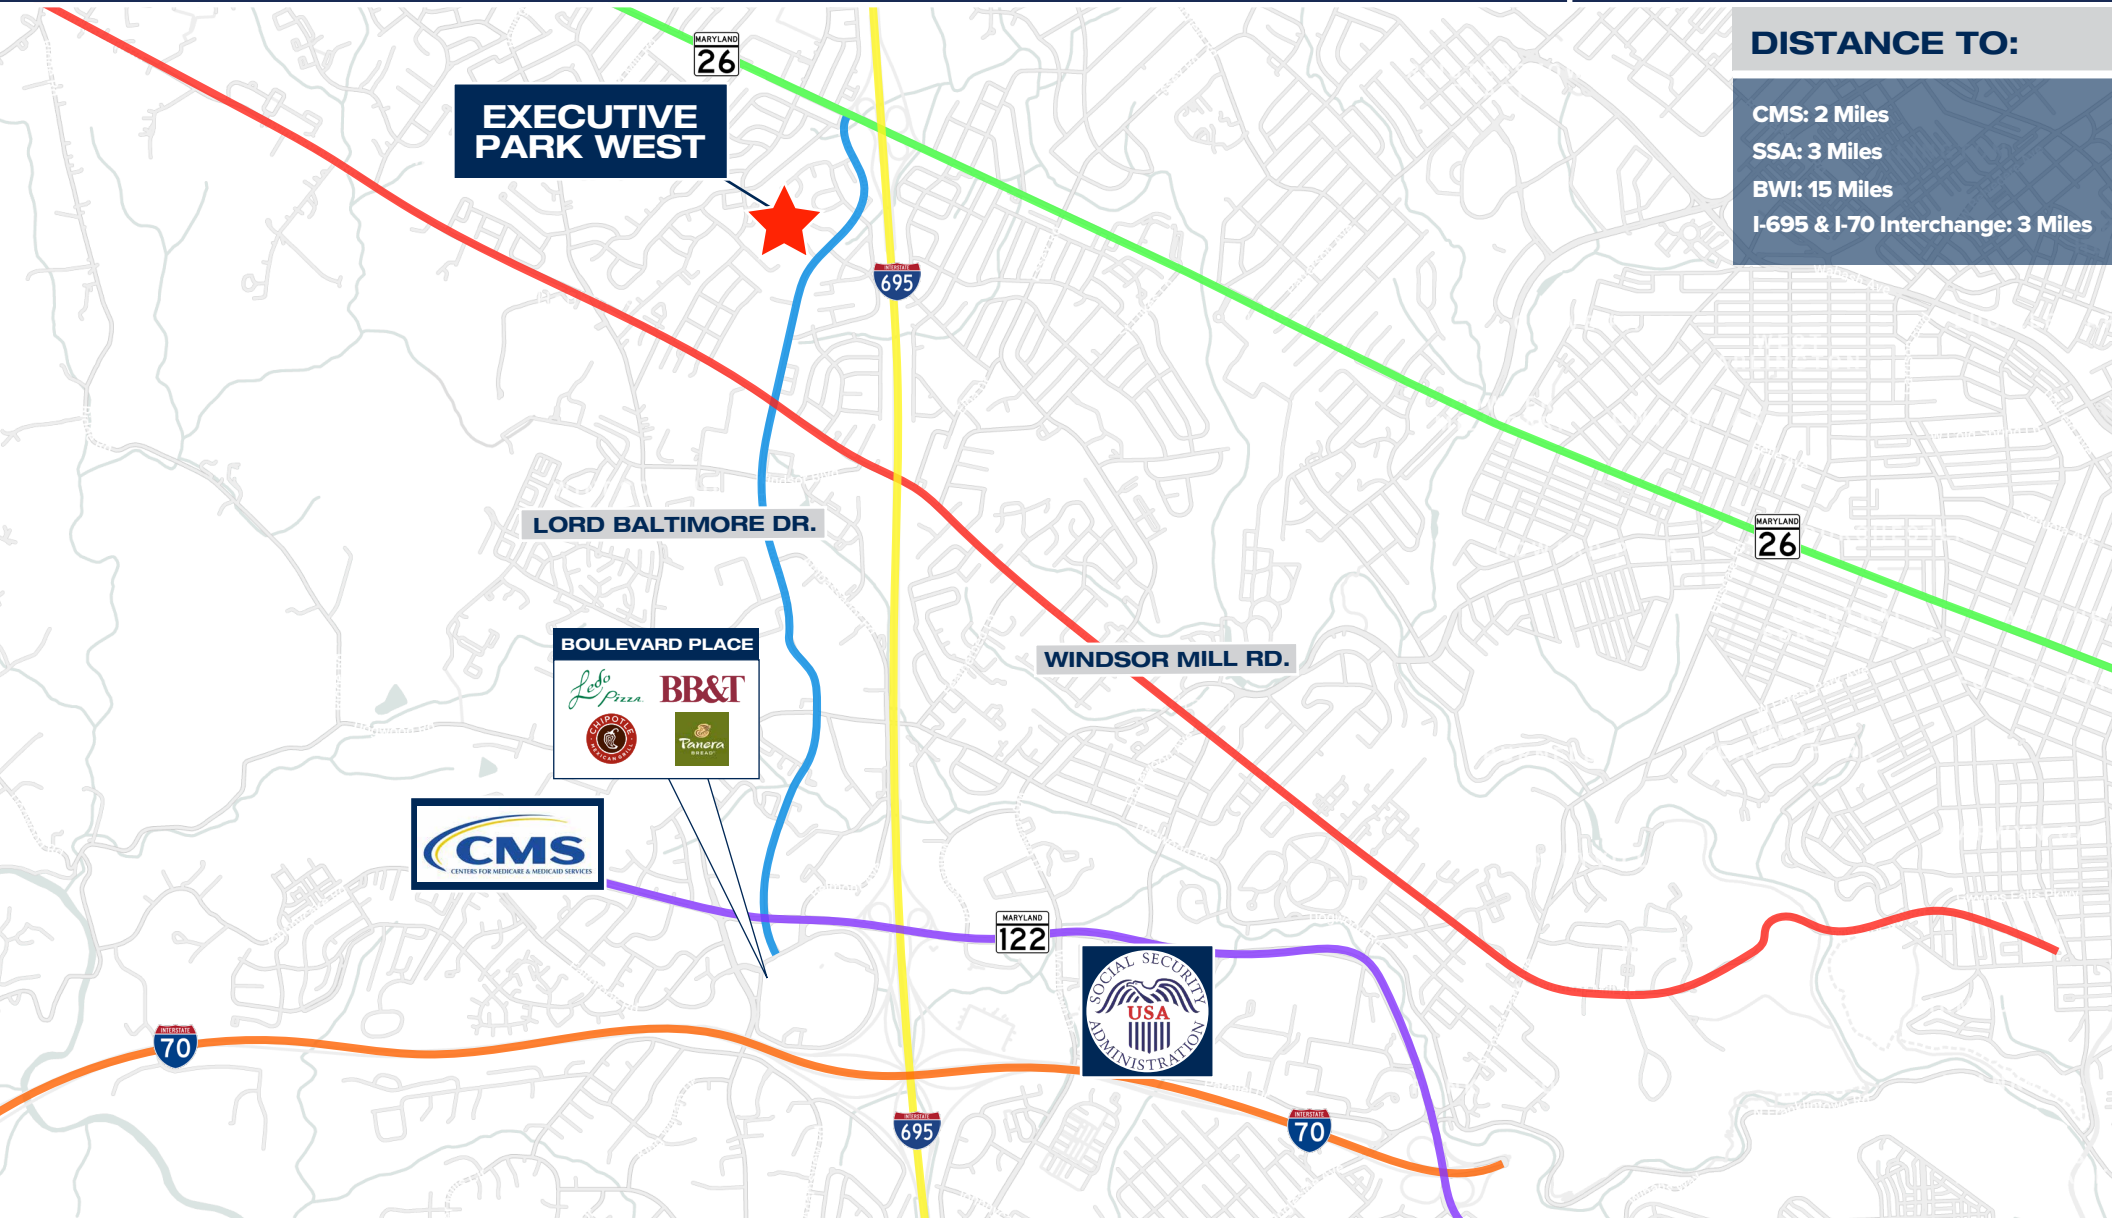 DISTANCE TO:
CMS: 2 Miles
SSA: 3 Miles
BWI: 15 Miles
I-695 & I-70 Interchange: 3 Miles
MARYLAND
26
EXECUTIVE
PARK WEST
INTERSTATE
695
LORD BALTIMORE DR.
MARYLAND
26
BOULEVARD PLACE
Ledo
Pizza
BB&T
CHIPOTLE
MEXICAN GRILL
Panera
BREAD
WINDSOR MILL RD.
CMS
CENTERS FOR MEDICARE & MEDICAID SERVICES
MARYLAND
122
SOCIAL SECURITY
USA
ADMINISTRATION
INTERSTATE
70
INTERSTATE
695
INTERSTATE
70